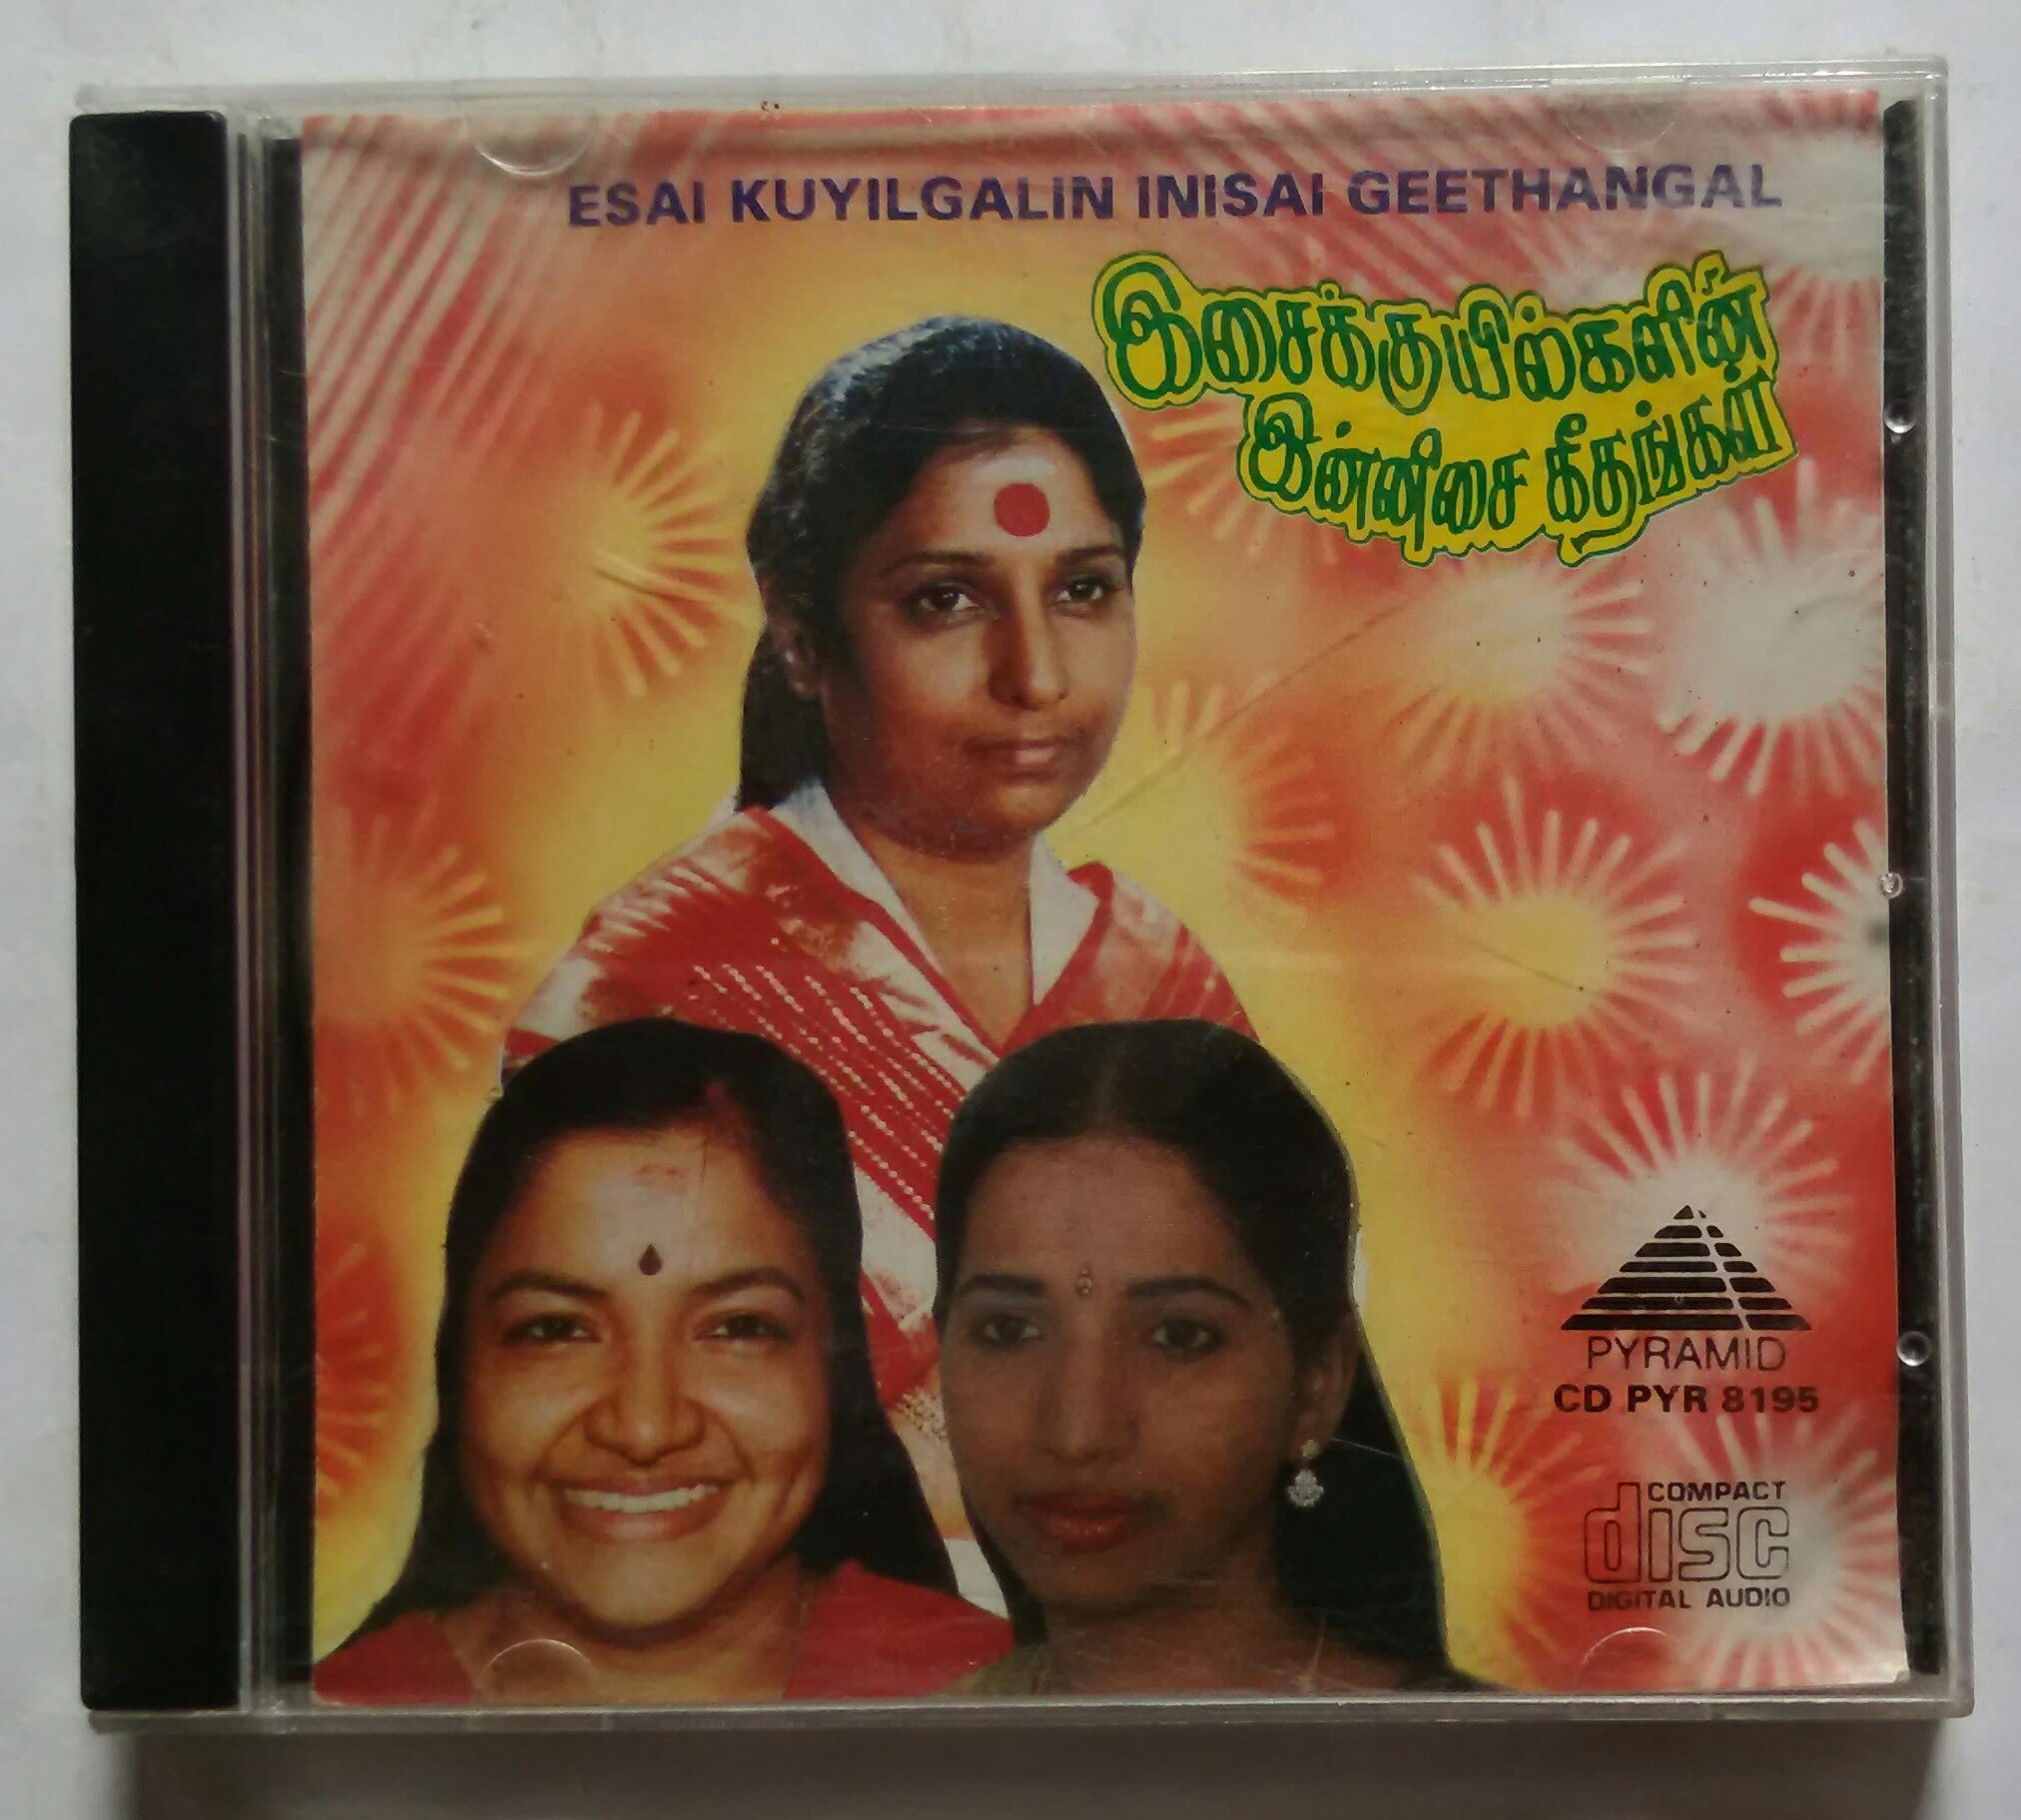 ESAI KUYILGALIN INISAI GEETHANGAL
இசைக்குயில்களின்
இன்னிசை கீதங்கள்
PYRAMID
CD PYR 8195
COMPACT
disc
DIGITAL AUDIO